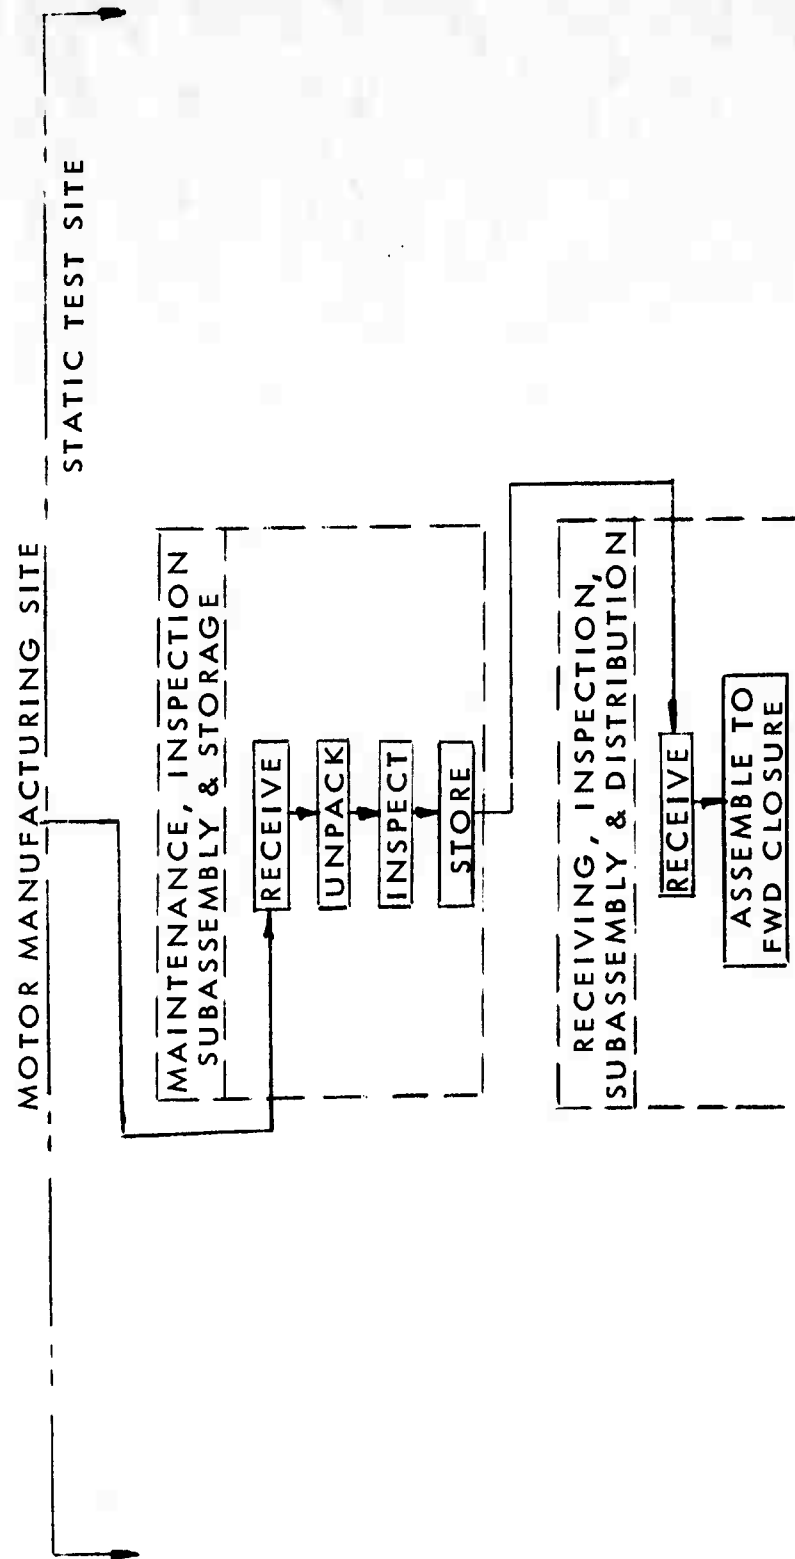 MOTOR MANUFACTURING SITE
STATIC TEST SITE
MAINTENANCE, INSPECTION
SUBASSEMBLY & STORAGE
RECEIVE
UNPACK
INSPECT
STORE
RECEIVING, INSPECTION,
SUBASSEMBLY & DISTRIBUTION
RECEIVE
ASSEMBLE TO
FWD CLOSURE